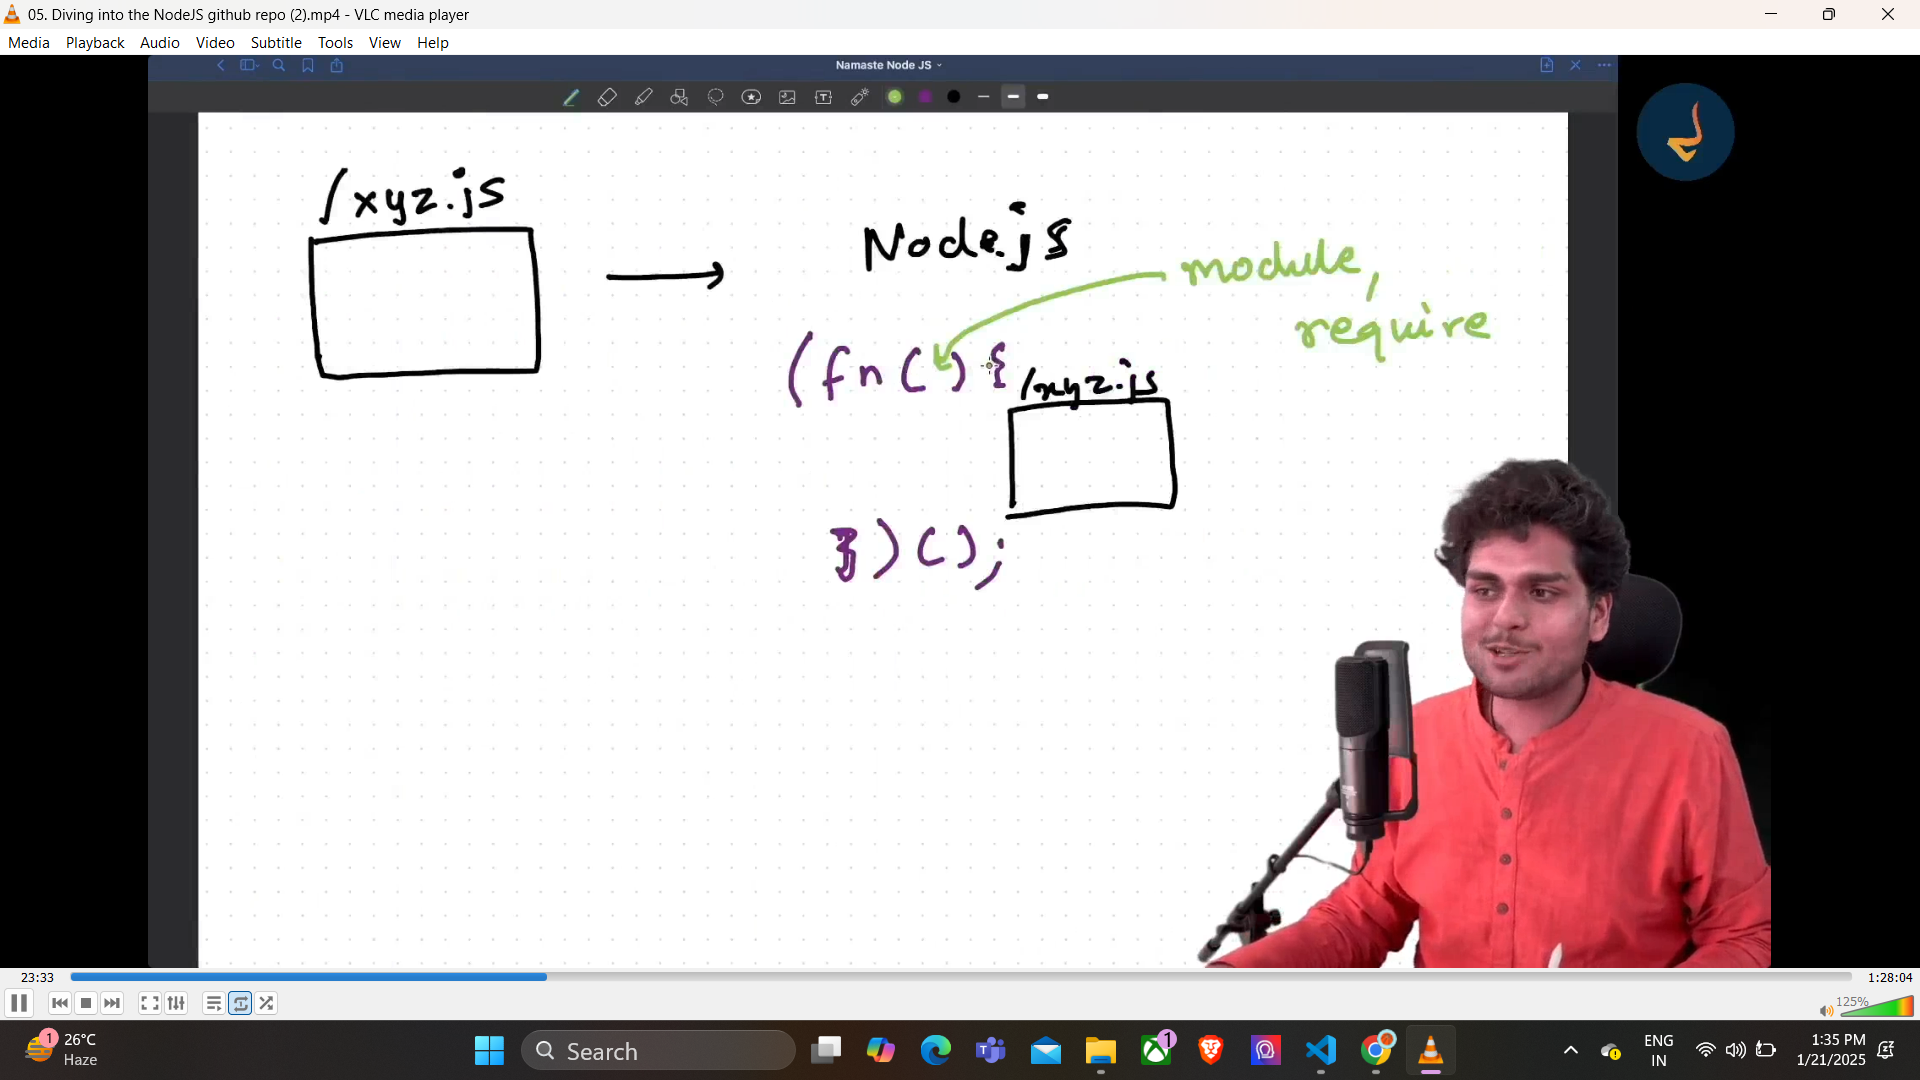 05. Diving into the NodeJS github repo (2).mp4 - VLC media player
Media Playback Audio Video Subtitle Tools View Help
Namaste Node JS
/xyz.js
Node.js
module,
require
(fn() {
/xyz.js
})();
23:33
1:28:04
125%
1
26°C
Haze
Search
1
ENG
IN
1:35 PM
1/21/2025